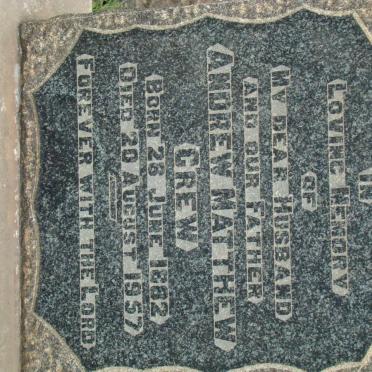 IN
LOVING MEMORY
OF
MY DEAR HUSBAND
AND OUR FATHER
ANDREW MATTHEW
CREW
BORN 26 JUNE 1882
DIED 20 AUGUST 1957
FOREVER WITH THE LORD